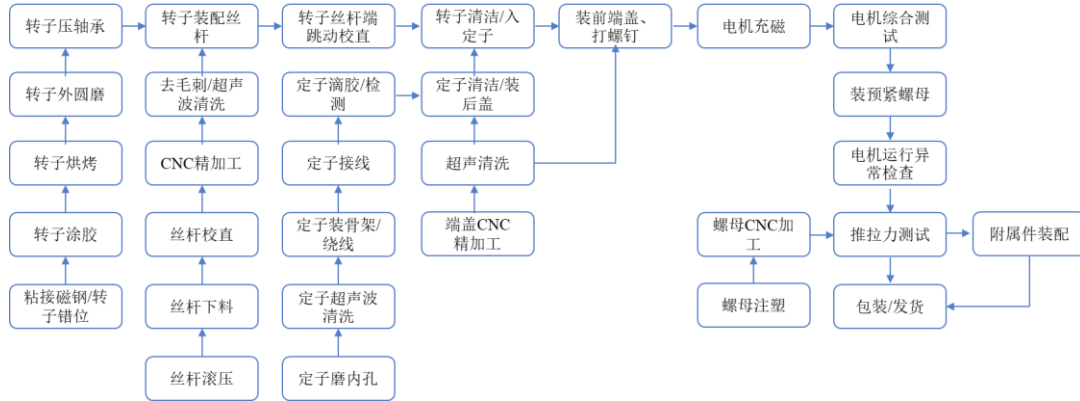 转子压轴承
转子装配丝
杆
转子丝杆端
跳动校直
转子清洁/入
定子
装前端盖、
打螺钉
电机充磁
电机综合测
试
转子外圆磨
去毛刺/超声
波清洗
定子滴胶/检
测
定子清洁/装
后盖
装预紧螺母
转子烘烤
CNC精加工
定子接线
超声清洗
电机运行异
常检查
转子涂胶
丝杆校直
定子装骨架/
绕线
端盖CNC
精加工
螺母CNC加
工
推拉力测试
附属件装配
粘接磁钢/转
子错位
丝杆下料
定子超声波
清洗
螺母注塑
包装/发货
丝杆滚压
定子磨内孔